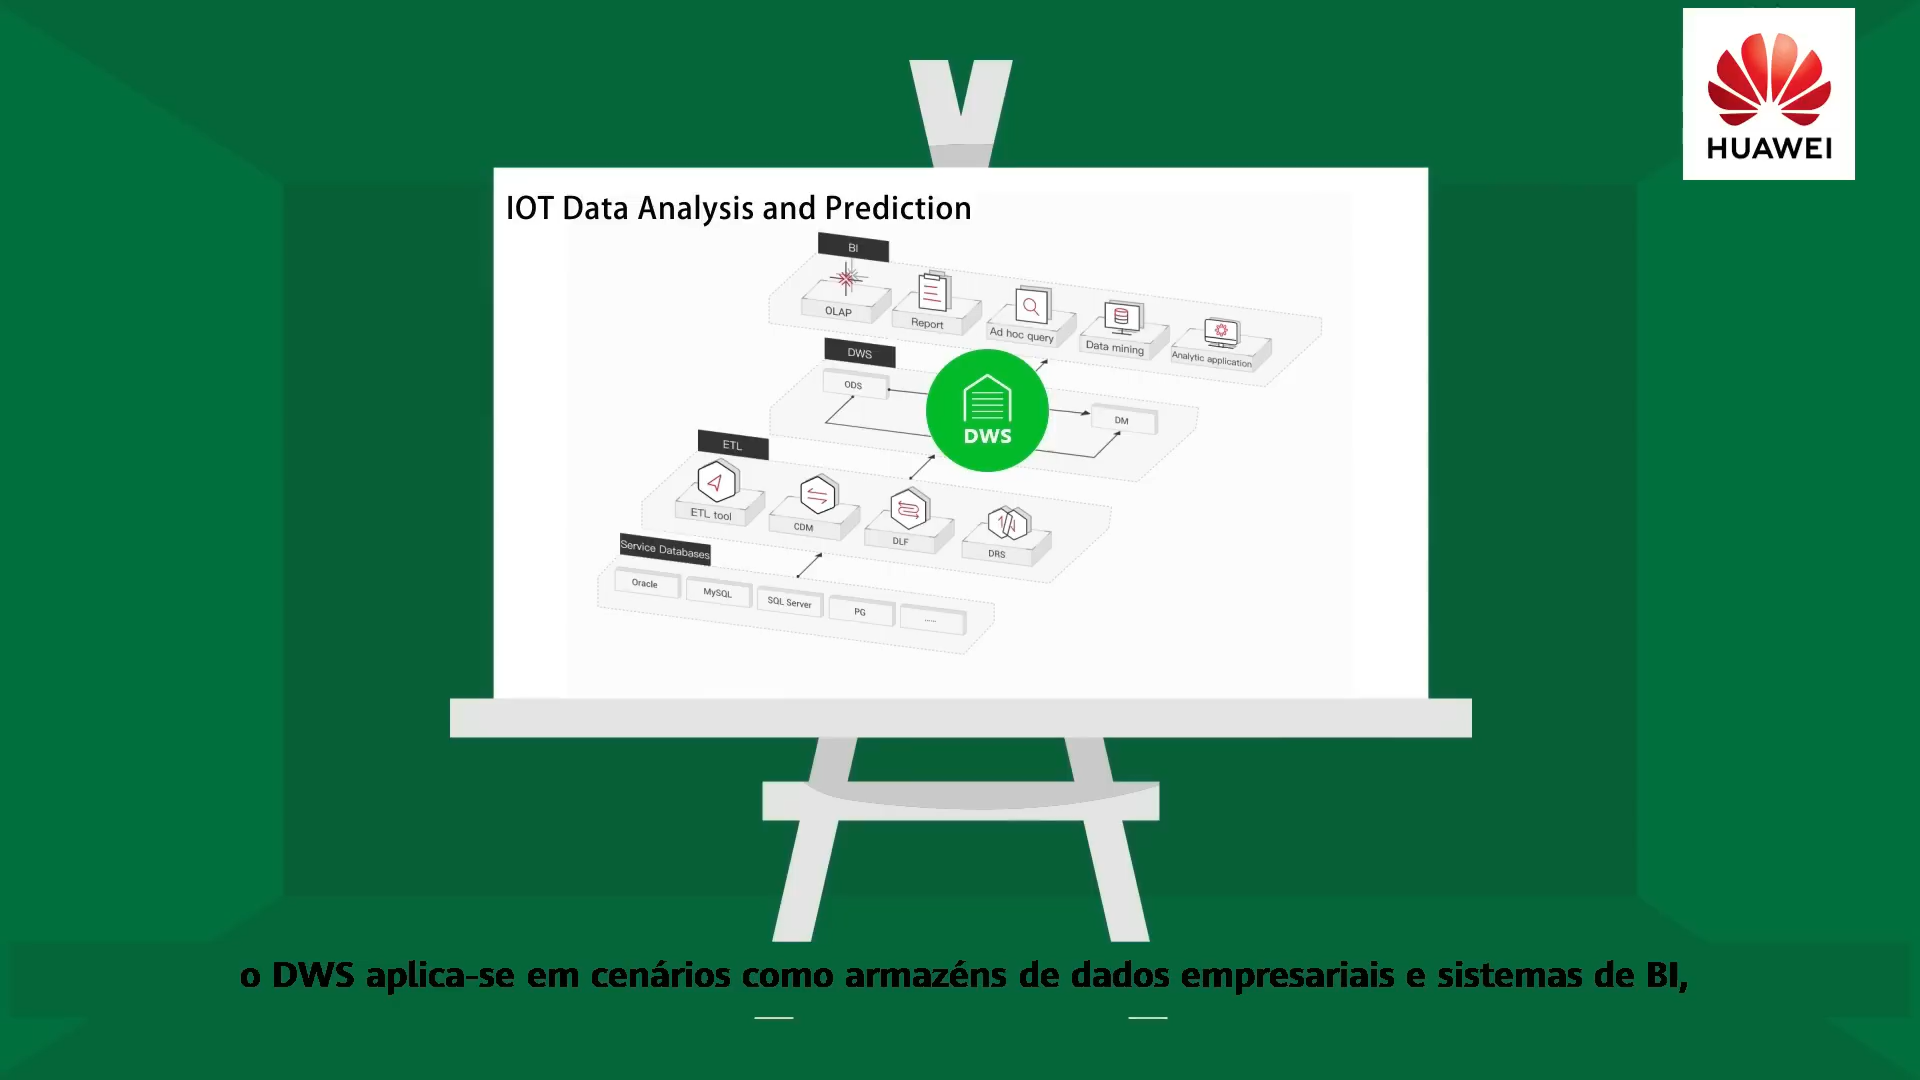 HUAWEI
IOT Data Analysis and Prediction
BI
OLAP
Report
Ad hoc query
Data mining
Analytic application
DWS
ODS
DWS
DM
ETL
ETL tool
CDM
DLF
DRS
Service Databases
Oracle
MySQL
SQL Server
PG
......
o DWS aplica-se em cenários como armazéns de dados empresariais e sistemas de BI,